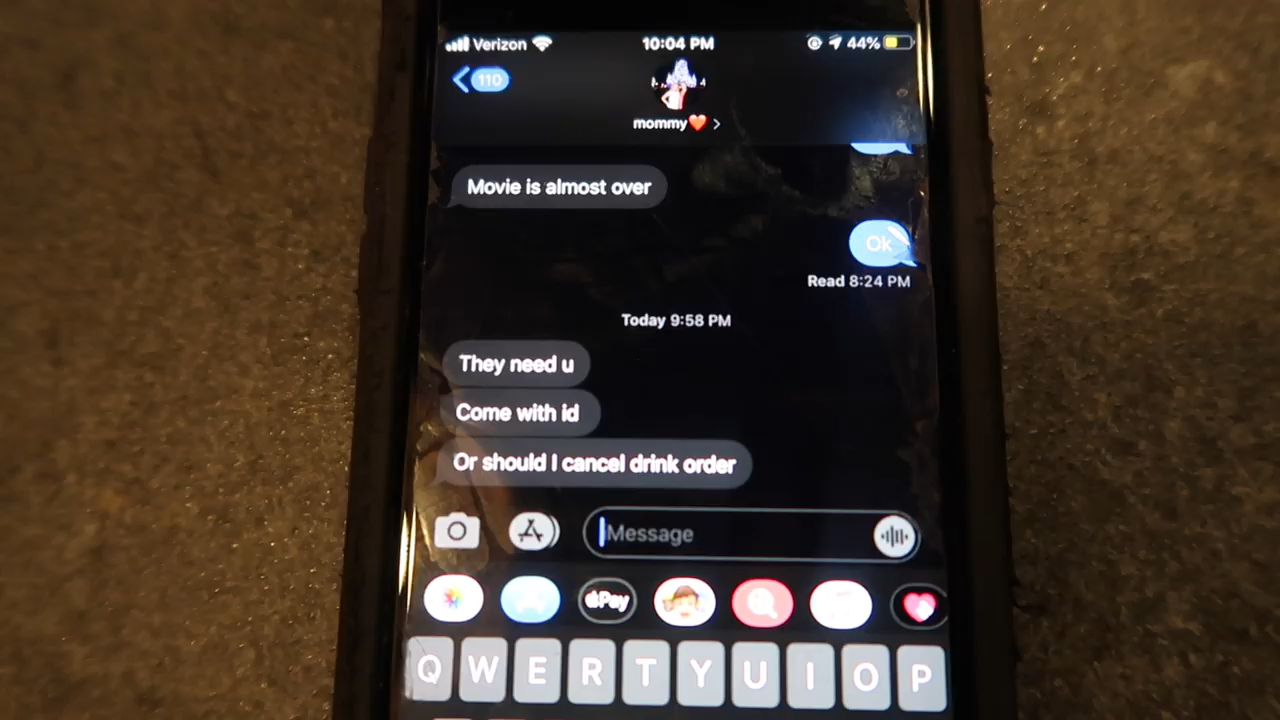 Verizon 10:04 PM 44%
110
mommy❤️ >
Movie is almost over
Ok
Read 8:24 PM
Today 9:58 PM
They need u
Come with id
Or should I cancel drink order
Message
Pay
Q W E R T Y U I O P